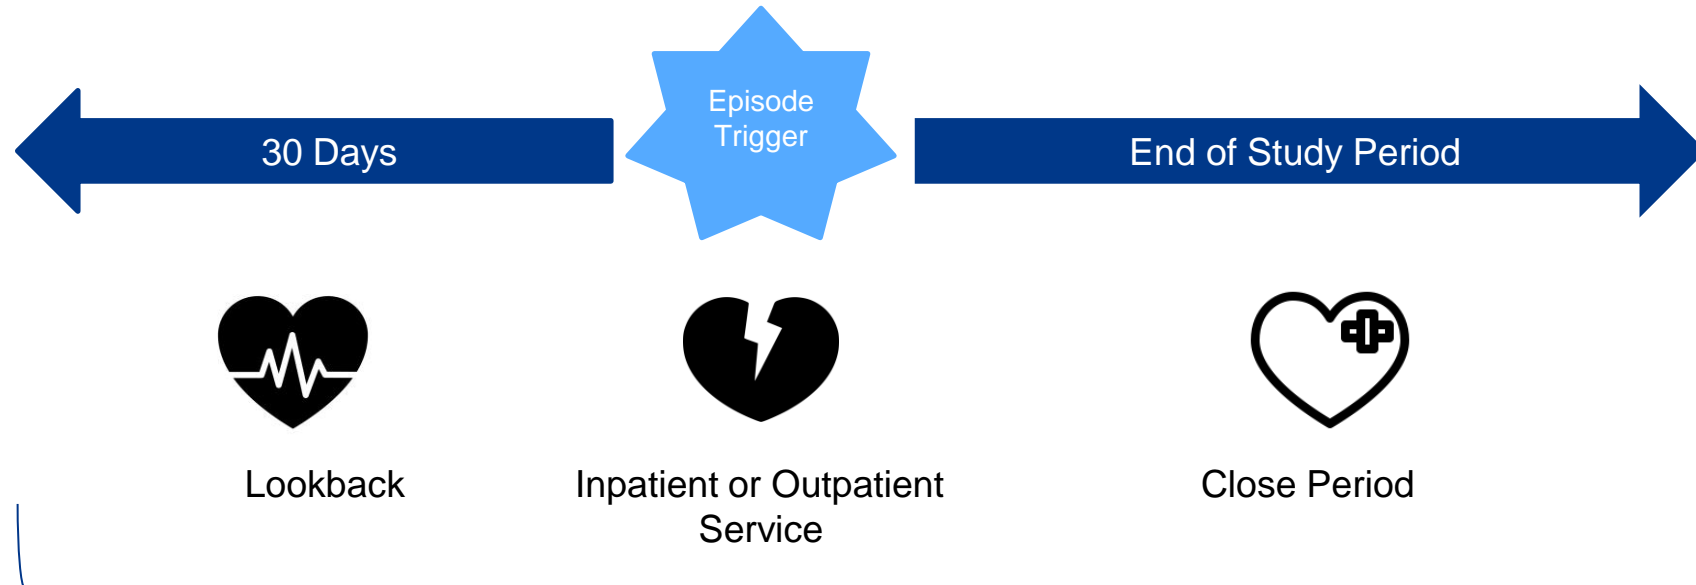 30 Days
Episode
Trigger
End of Study Period
Lookback
Inpatient or Outpatient
Service
Close Period